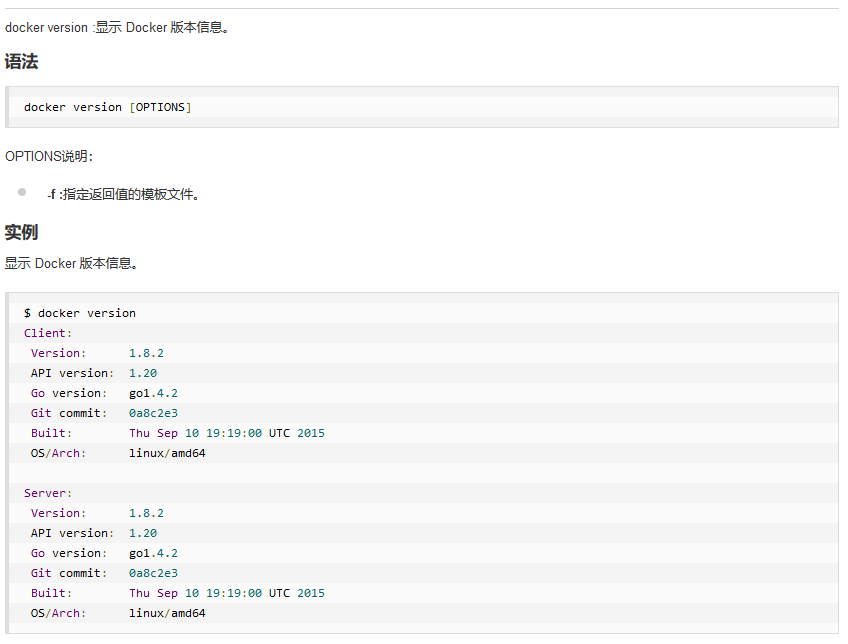 docker version :显示 Docker 版本信息。
语法
docker version [OPTIONS]
OPTIONS说明：
-f :指定返回值的模板文件。
实例
显示 Docker 版本信息。
$ docker version
Client:
 Version:      1.8.2
 API version:  1.20
 Go version:   go1.4.2
 Git commit:   0a8c2e3
 Built:        Thu Sep 10 19:19:00 UTC 2015
 OS/Arch:      linux/amd64

Server:
 Version:      1.8.2
 API version:  1.20
 Go version:   go1.4.2
 Git commit:   0a8c2e3
 Built:        Thu Sep 10 19:19:00 UTC 2015
 OS/Arch:      linux/amd64